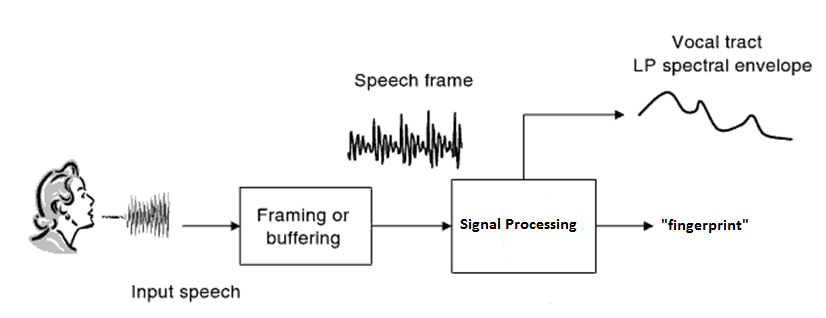 Vocal tract
LP spectral envelope
Speech frame
Framing or
buffering
Signal Processing
"fingerprint"
Input speech